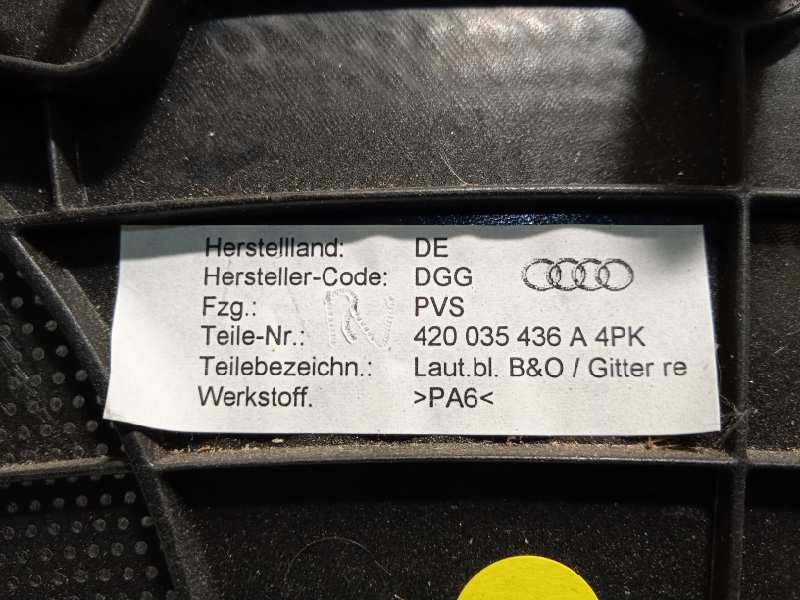 Herstellland: DE
Hersteller-Code: DGG
Fzg.: PVS
R
Teile-Nr.: 420 035 436 A 4PK
Teilebezeichn.: Laut.bl. B&O / Gitter re
Werkstoff. >PA6<